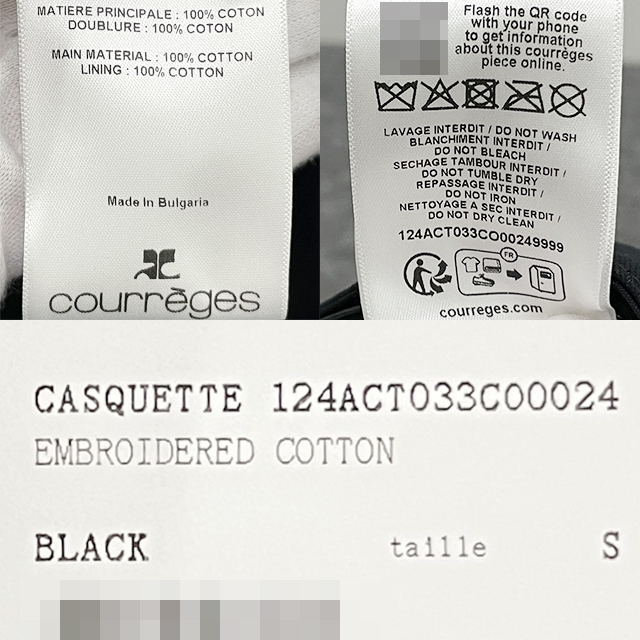 MATIERE PRINCIPALE : 100% COTON
DOUBLURE : 100% COTON
MAIN MATERIAL : 100% COTTON
LINING : 100% COTTON
Made In Bulgaria
courrèges
Flash the QR code
with your phone
to get information
about this courrèges
piece online.
LAVAGE INTERDIT / DO NOT WASH
BLANCHIMENT INTERDIT /
DO NOT BLEACH
SECHAGE TAMBOUR INTERDIT /
DO NOT TUMBLE DRY
REPASSAGE INTERDIT /
DO NOT IRON
NETTOYAGE A SEC INTERDIT /
DO NOT DRY CLEAN
124ACT033CO00249999
FR
courreges.com
CASQUETTE 124ACT033CO0024
EMBROIDERED COTTON
BLACK taille S